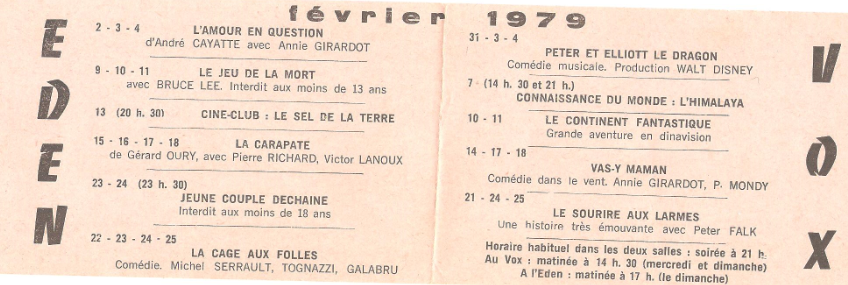 février 1979
EDEN
2 - 3 - 4 L'AMOUR EN QUESTION
d'André CAYATTE avec Annie GIRARDOT
9 - 10 - 11 LE JEU DE LA MORT
avec BRUCE LEE. Interdit aux moins de 13 ans
13 (20 h. 30) CINE-CLUB : LE SEL DE LA TERRE
15 - 16 - 17 - 18 LA CARAPATE
de Gérard OURY, avec Pierre RICHARD, Victor LANOUX
23 - 24 (23 h. 30)
JEUNE COUPLE DECHAINE
Interdit aux moins de 18 ans
22 - 23 - 24 - 25
LA CAGE AUX FOLLES
Comédie. Michel SERRAULT, TOGNAZZI, GALABRU
VOX
31 - 3 - 4
PETER ET ELLIOTT LE DRAGON
Comédie musicale. Production WALT DISNEY
7 (14 h. 30 et 21 h.)
CONNAISSANCE DU MONDE : L'HIMALAYA
10 - 11 LE CONTINENT FANTASTIQUE
Grande aventure en dinavision
14 - 17 - 18
VAS-Y MAMAN
Comédie dans le vent. Annie GIRARDOT, P. MONDY
21 - 24 - 25
LE SOURIRE AUX LARMES
Une histoire très émouvante avec Peter FALK
Horaire habituel dans les deux salles : soirée à 21 h.
Au Vox : matinée à 14 h. 30 (mercredi et dimanche)
A l'Eden : matinée à 17 h. (le dimanche)